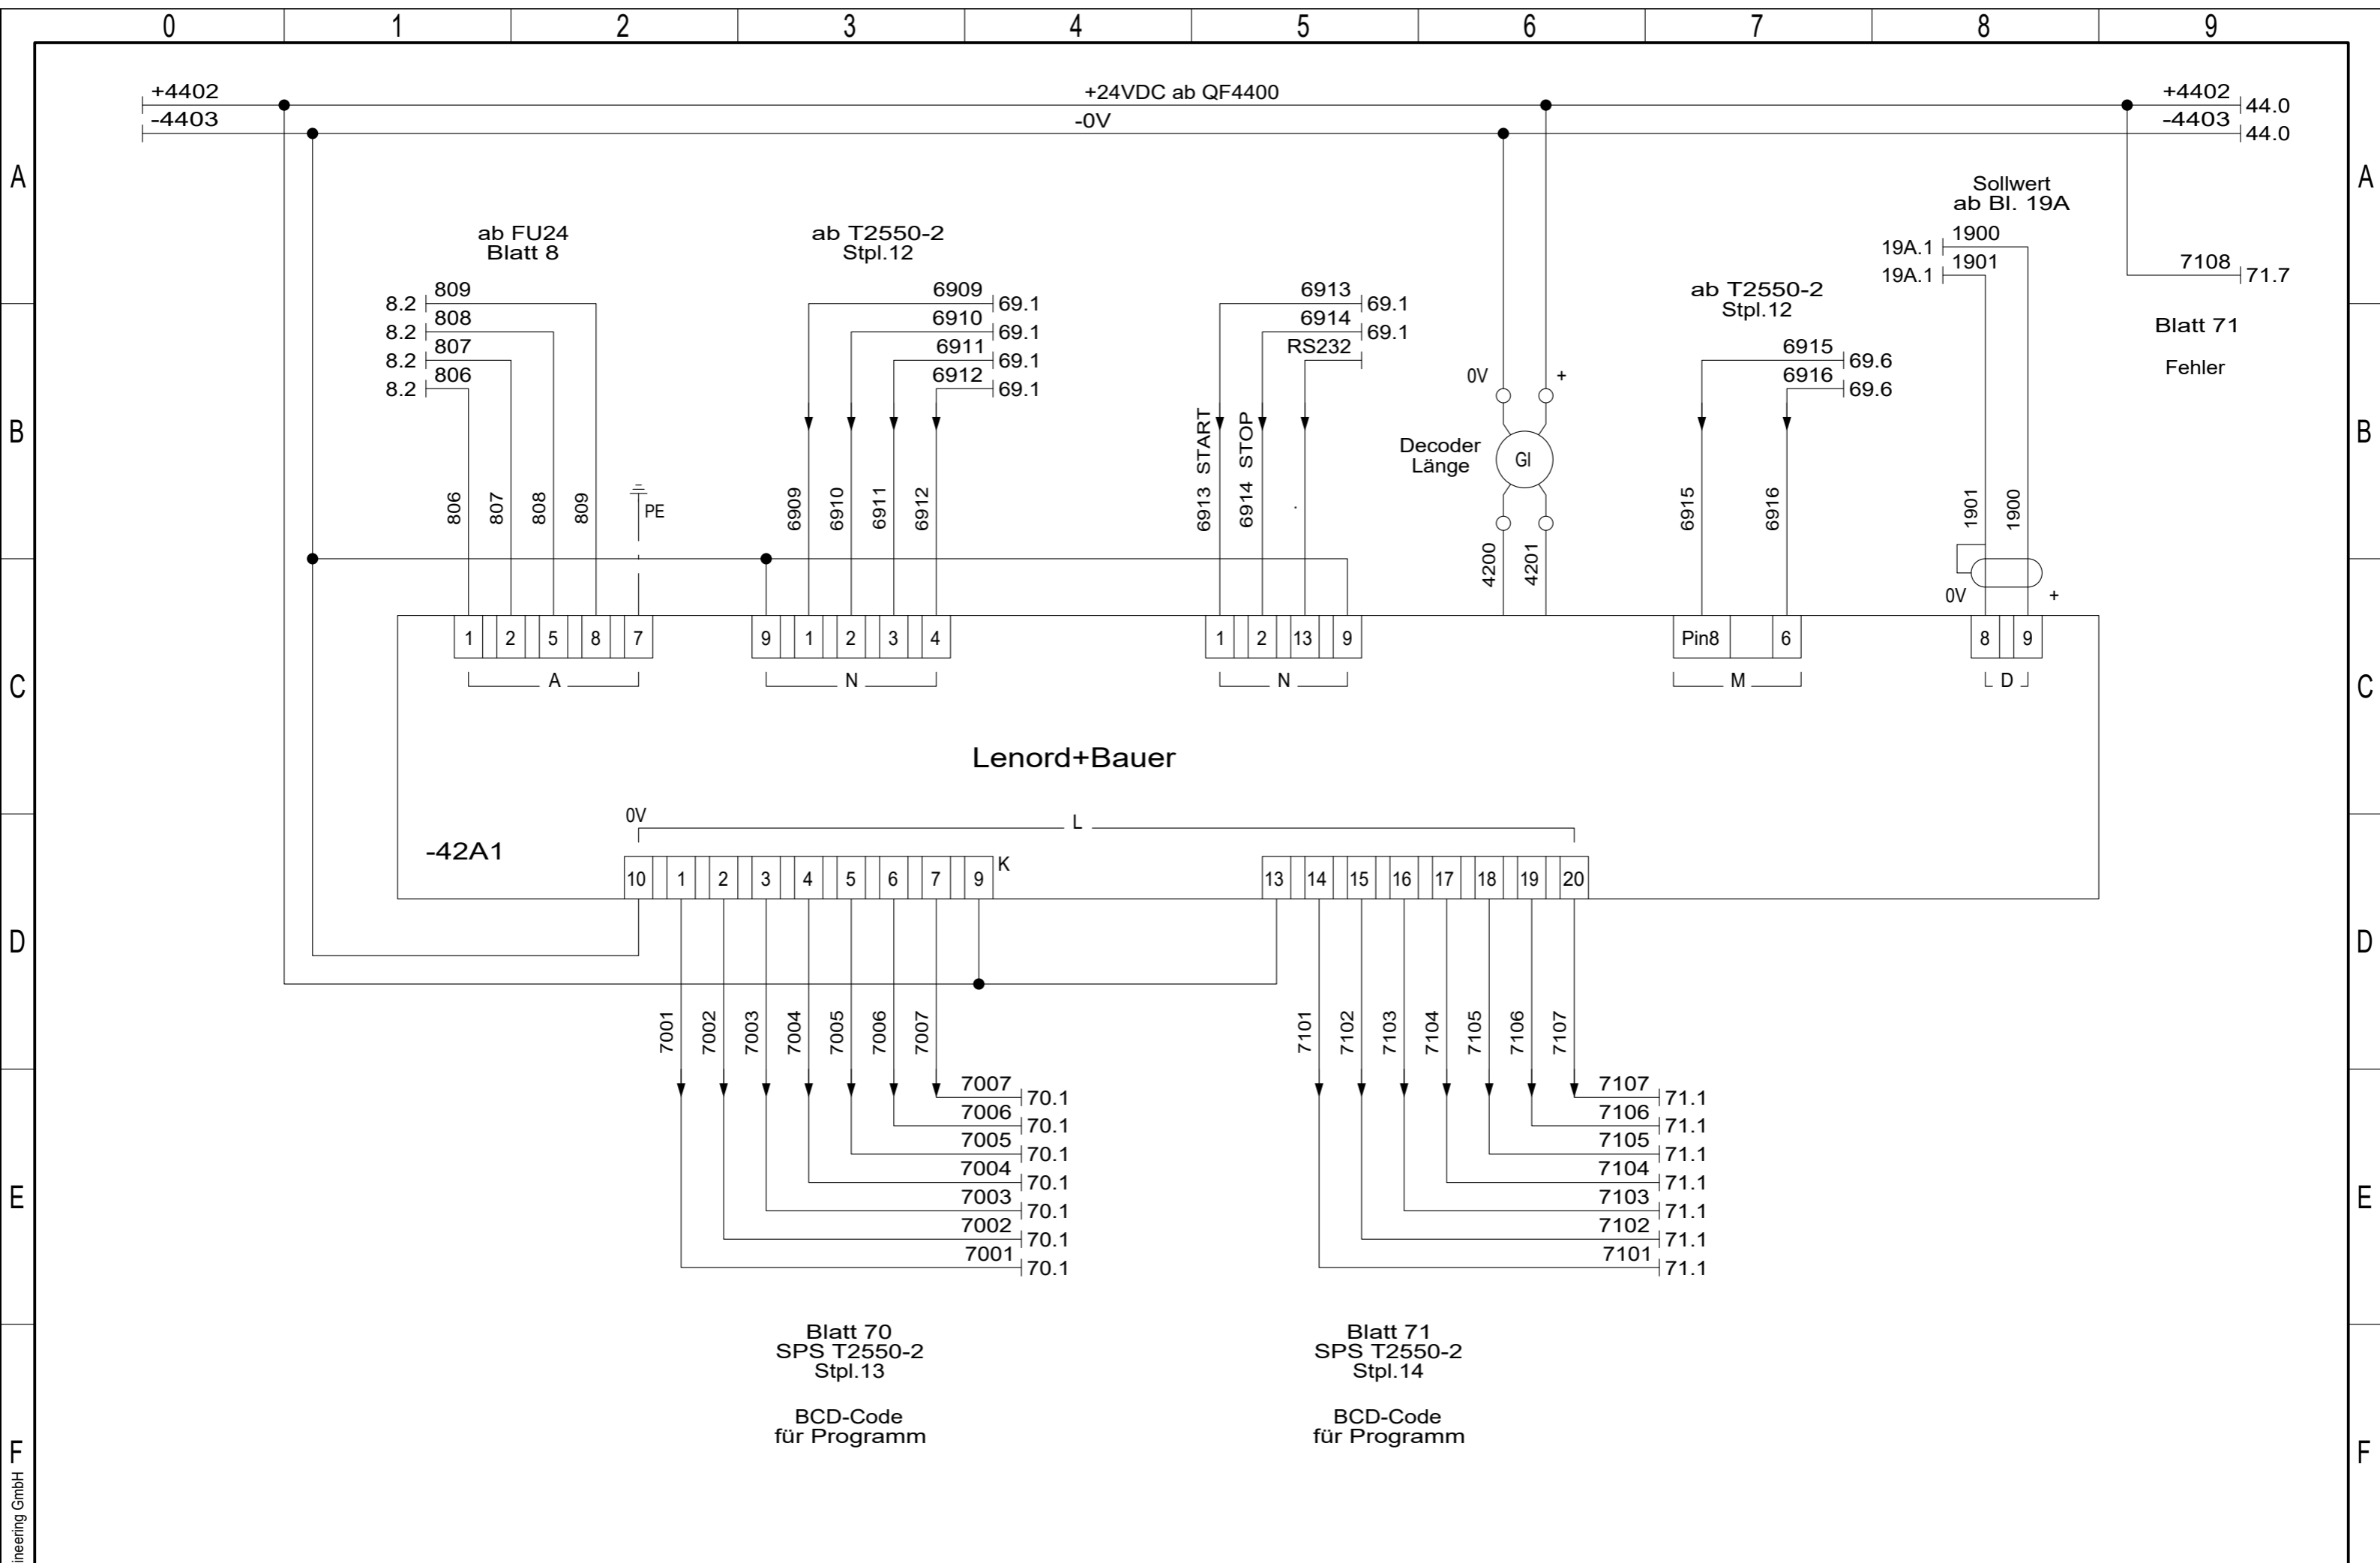 0 1 2 3 4 5 6 7 8 9
+4402 +24VDC ab QF4400 +4402 44.0
-4403 -0V -4403 44.0
A A
Sollwert
ab Bl. 19A
ab FU24
Blatt 8
ab T2550-2
Stpl.12
19A.1 1900
19A.1 1901
7108 71.7
ab T2550-2
Stpl.12
8.2 809
8.2 808
8.2 807
8.2 806
6909 69.1
6910 69.1
6911 69.1
6912 69.1
6913 69.1
6914 69.1
RS232
Blatt 71
Fehler
6915 69.6
6916 69.6
0V +
B B
Decoder
Länge
GI
806 807 808 809 PE
6909 6910 6911 6912
6913 START 6914 STOP
4200 4201
6915 6916
1901 1900
0V +
1 2 5 8 7
9 1 2 3 4
1 2 13 9
Pin8 6
8 9
C A N N M D C
Lenord+Bauer
0V L
-42A1
K
10 1 2 3 4 5 6 7 9
13 14 15 16 17 18 19 20
D D
7001 7002 7003 7004 7005 7006 7007
7101 7102 7103 7104 7105 7106 7107
7007 70.1
7006 70.1
7005 70.1
7004 70.1
7003 70.1
7002 70.1
7001 70.1
7107 71.1
7106 71.1
7105 71.1
7104 71.1
7103 71.1
7102 71.1
7101 71.1
E E
Blatt 70
SPS T2550-2
Stpl.13
BCD-Code
für Programm
Blatt 71
SPS T2550-2
Stpl.14
BCD-Code
für Programm
F F
ineering GmbH